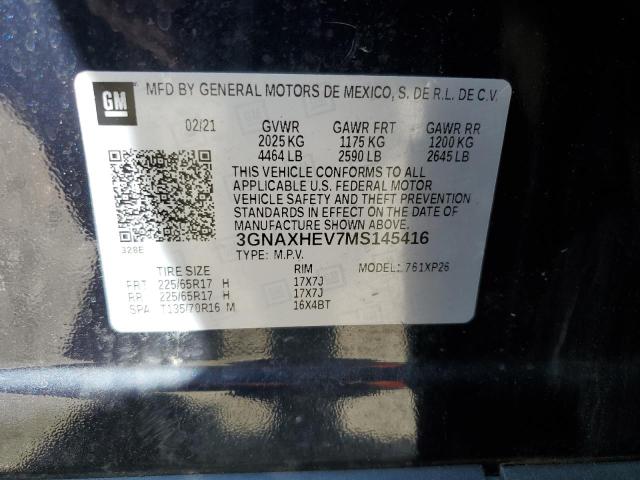 GM
MFD BY GENERAL MOTORS DE MEXICO, S. DE R.L. DE C.V.
02/21 GVWR GAWR FRT GAWR RR
2025 KG 1175 KG 1200 KG
4464 LB 2590 LB 2645 LB
THIS VEHICLE CONFORMS TO ALL
APPLICABLE U.S. FEDERAL MOTOR
VEHICLE SAFETY AND THEFT PREVENTION
STANDARDS IN EFFECT ON THE DATE OF
MANUFACTURE SHOWN ABOVE.
328E 3GNAXHEV7MS145416
TYPE: M.P.V.
TIRE SIZE RIM MODEL: 761XP26
FRT 225/65R17 H 17X7J
RR 225/65R17 H 17X7J
SPA T135/70R16 M 16X4BT